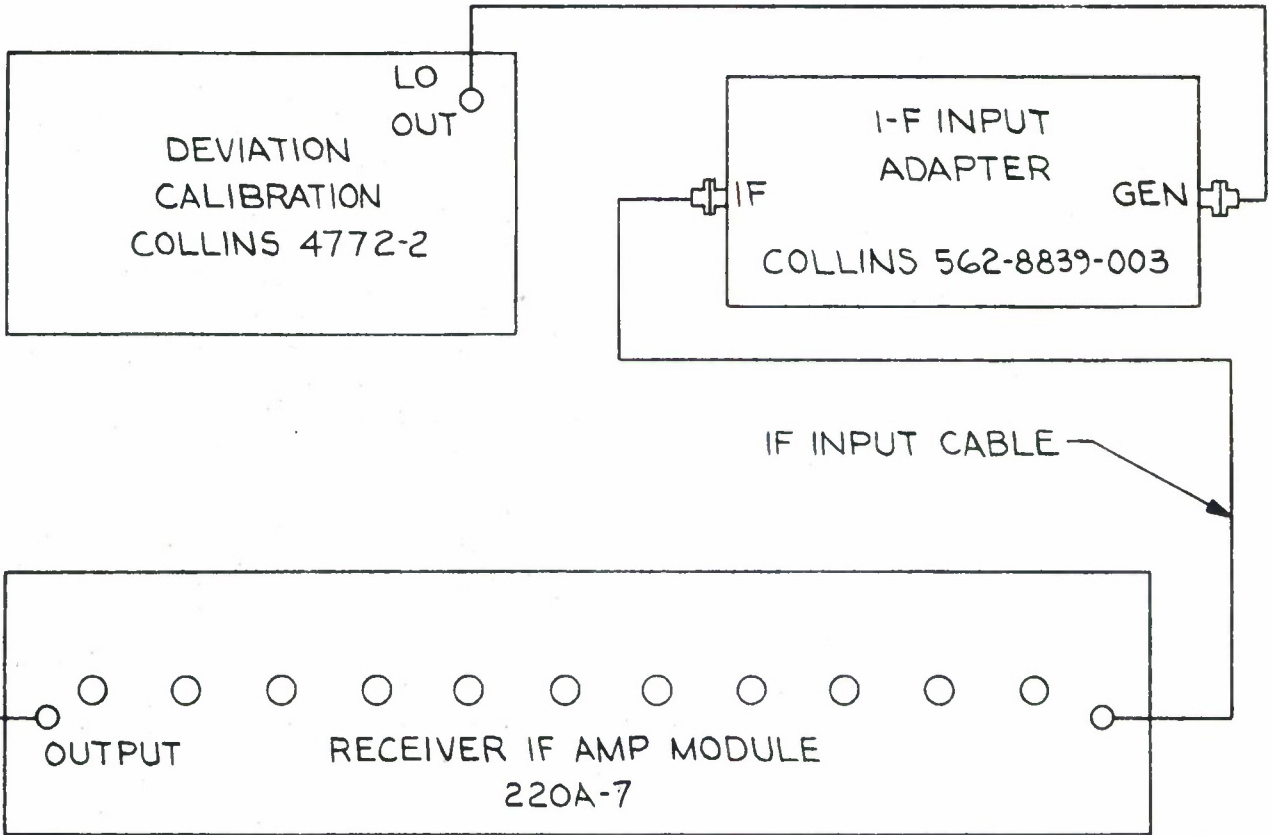 LO
OUT
DEVIATION
CALIBRATION
COLLINS 4772-2
I-F INPUT
ADAPTER
IF
GEN
COLLINS 562-8839-003
IF INPUT CABLE
OUTPUT
RECEIVER IF AMP MODULE
220A-7